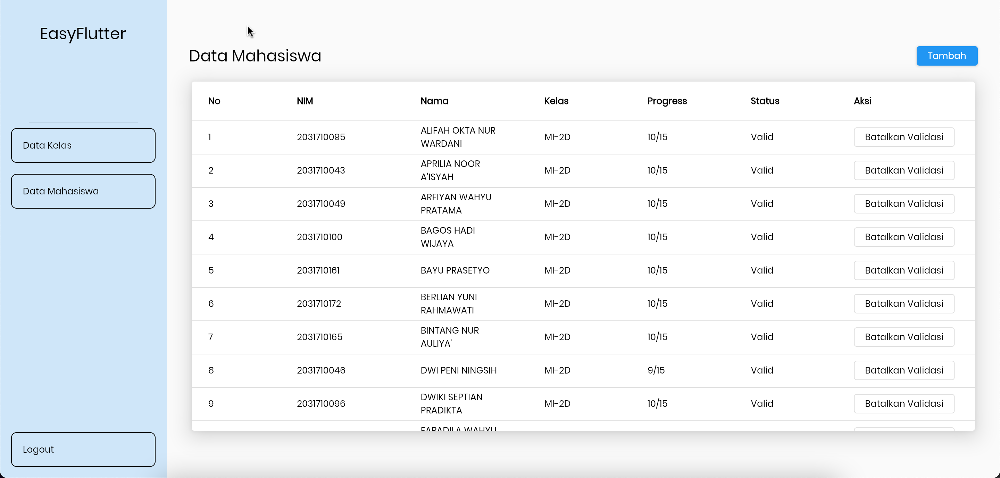 EasyFlutter
Data Kelas
Data Mahasiswa
Logout
Data Mahasiswa
Tambah
No NIM Nama Kelas Progress Status Aksi
1 2031710095 ALIFAH OKTA NUR WARDANI MI-2D 10/15 Valid Batalkan Validasi
2 2031710043 APRILIA NOOR A'ISYAH MI-2D 10/15 Valid Batalkan Validasi
3 2031710049 ARFIYAN WAHYU PRATAMA MI-2D 10/15 Valid Batalkan Validasi
4 2031710100 BAGOS HADI WIJAYA MI-2D 10/15 Valid Batalkan Validasi
5 2031710161 BAYU PRASETYO MI-2D 10/15 Valid Batalkan Validasi
6 2031710172 BERLIAN YUNI RAHMAWATI MI-2D 10/15 Valid Batalkan Validasi
7 2031710165 BINTANG NUR AULIYA' MI-2D 10/15 Valid Batalkan Validasi
8 2031710046 DWI PENI NINGSIH MI-2D 9/15 Valid Batalkan Validasi
9 2031710096 DWIKI SEPTIAN PRADIKTA MI-2D 10/15 Valid Batalkan Validasi
WAHYU